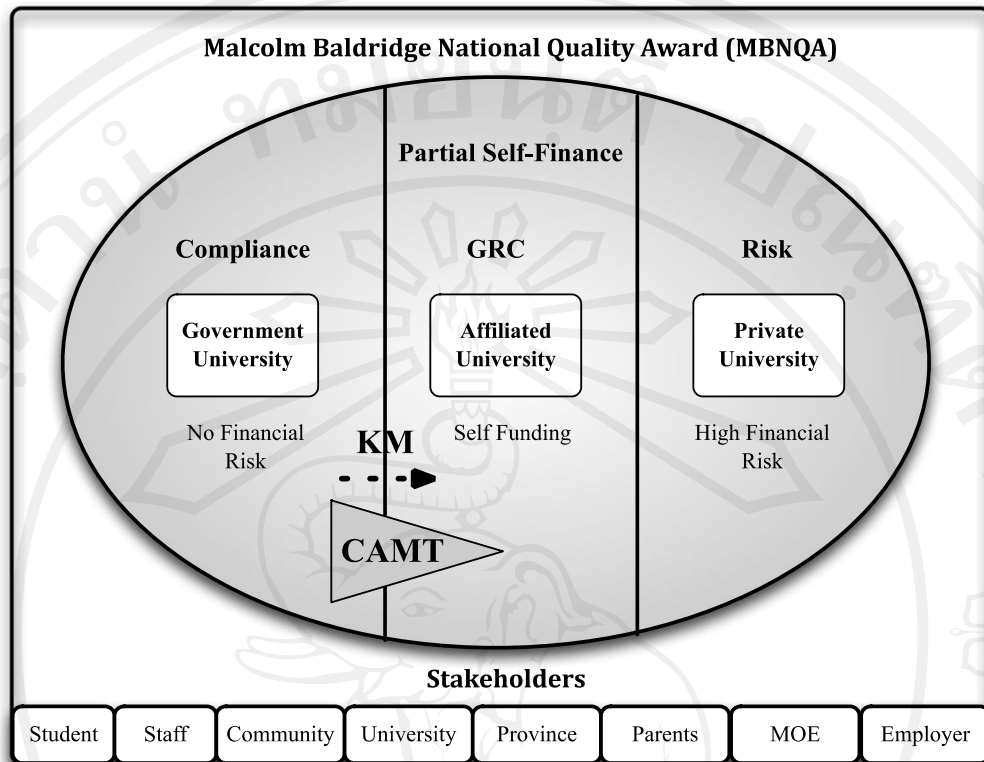 Malcolm Baldridge National Quality Award (MBNQA)
Partial Self-Finance
Compliance
GRC
Risk
Government
University
Affiliated
University
Private
University
No Financial
Risk
Self Funding
High Financial
Risk
KM
CAMT
Stakeholders
Student
Staff
Community
University
Province
Parents
MOE
Employer